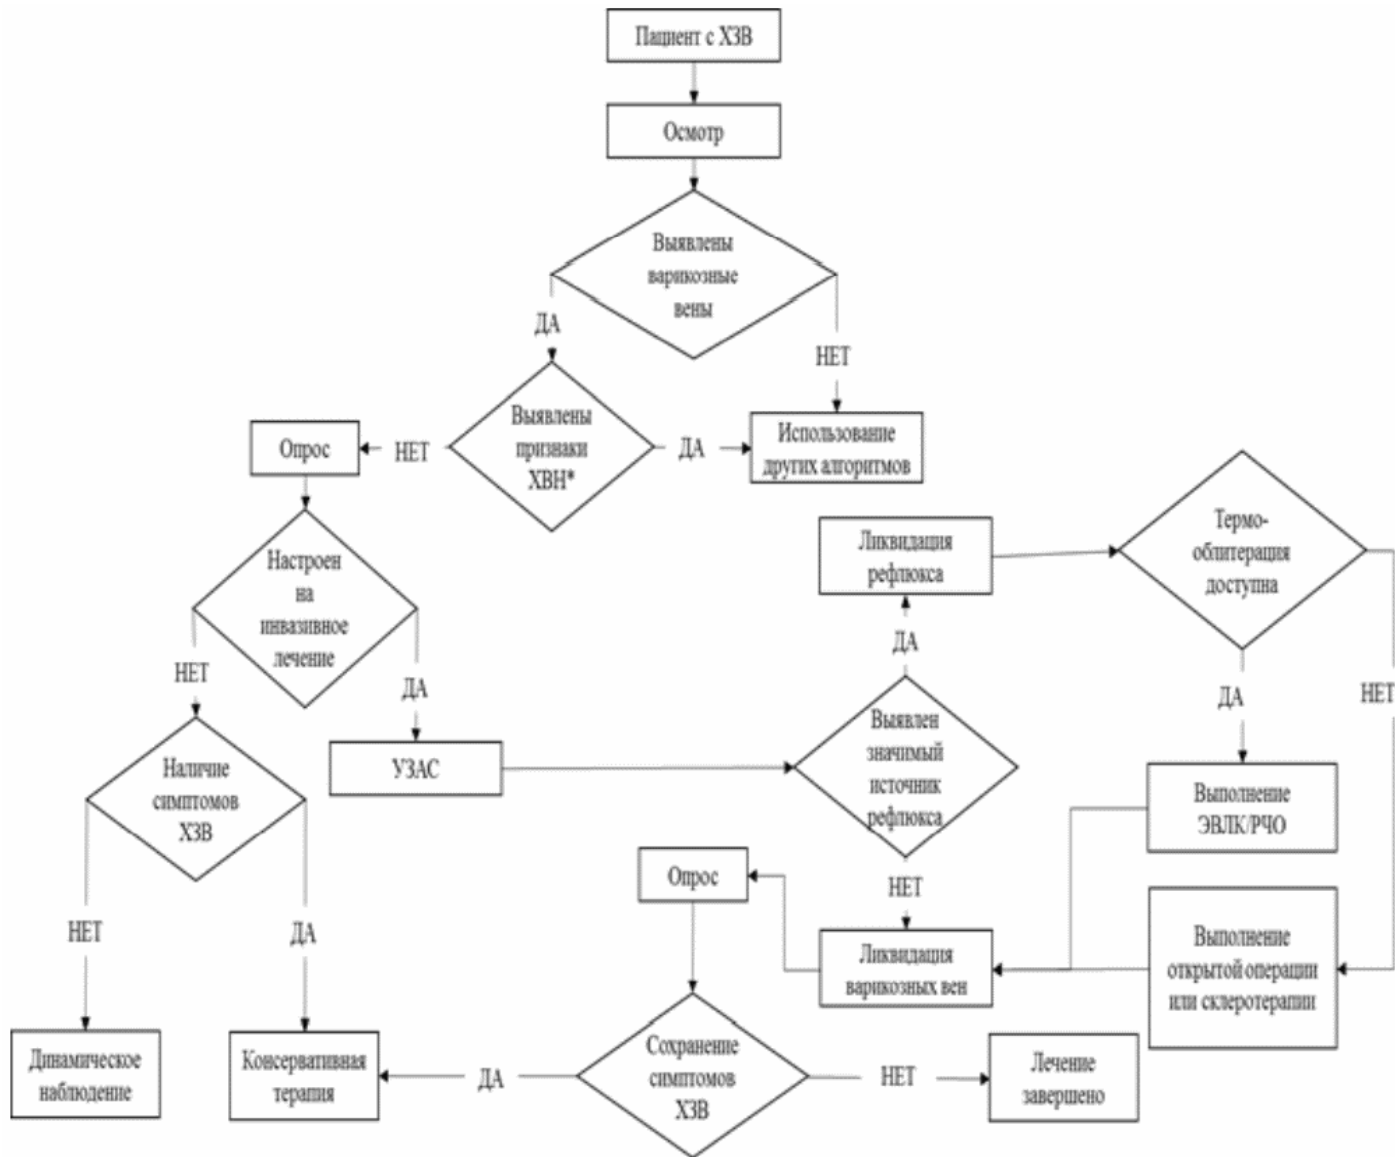 Пациент с ХЗВ
Осмотр
Выявлены
варикозные
вены
ДА
НЕТ
Выявлены
признаки
ХВН*
НЕТ
ДА
Опрос
Использование
других алгоритмов
Настроен
на
инвазивное
лечение
НЕТ
ДА
Ликвидация
рефлюкса
Термо-
облитерация
доступна
ДА
НЕТ
ДА
Выявлен
значимый
источник
рефлюкса
НЕТ
УЗАС
Наличие
симптомов
ХЗВ
НЕТ
ДА
Выполнение
ЭВЛК/РЧО
Опрос
Ликвидация
варикозных вен
Выполнение
открытой операции
или склеротерапии
Динамическое
наблюдение
Консервативная
терапия
ДА
Сохранение
симптомов
ХЗВ
НЕТ
Лечение
завершено